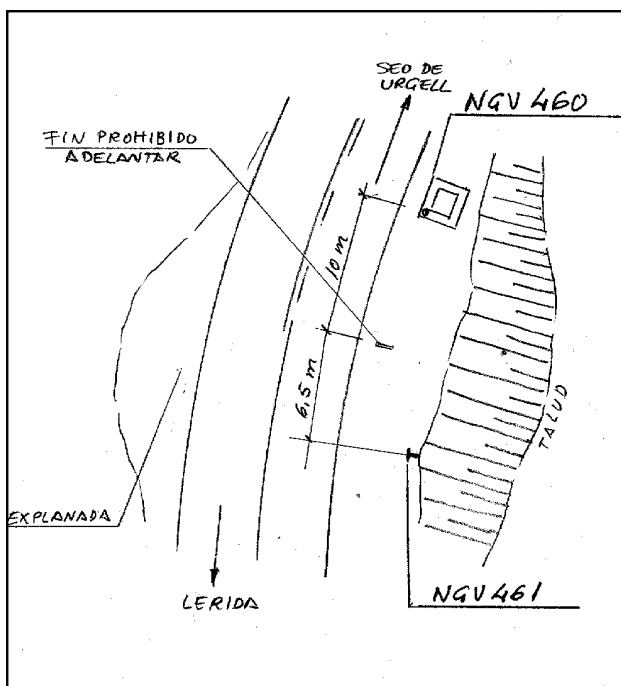 SEO DE
URGELL
NGV 460
FIN PROHIBIDO
ADELANTAR
10 m
6,5 m
TALUD
EXPLANADA
LERIDA
NGV 461